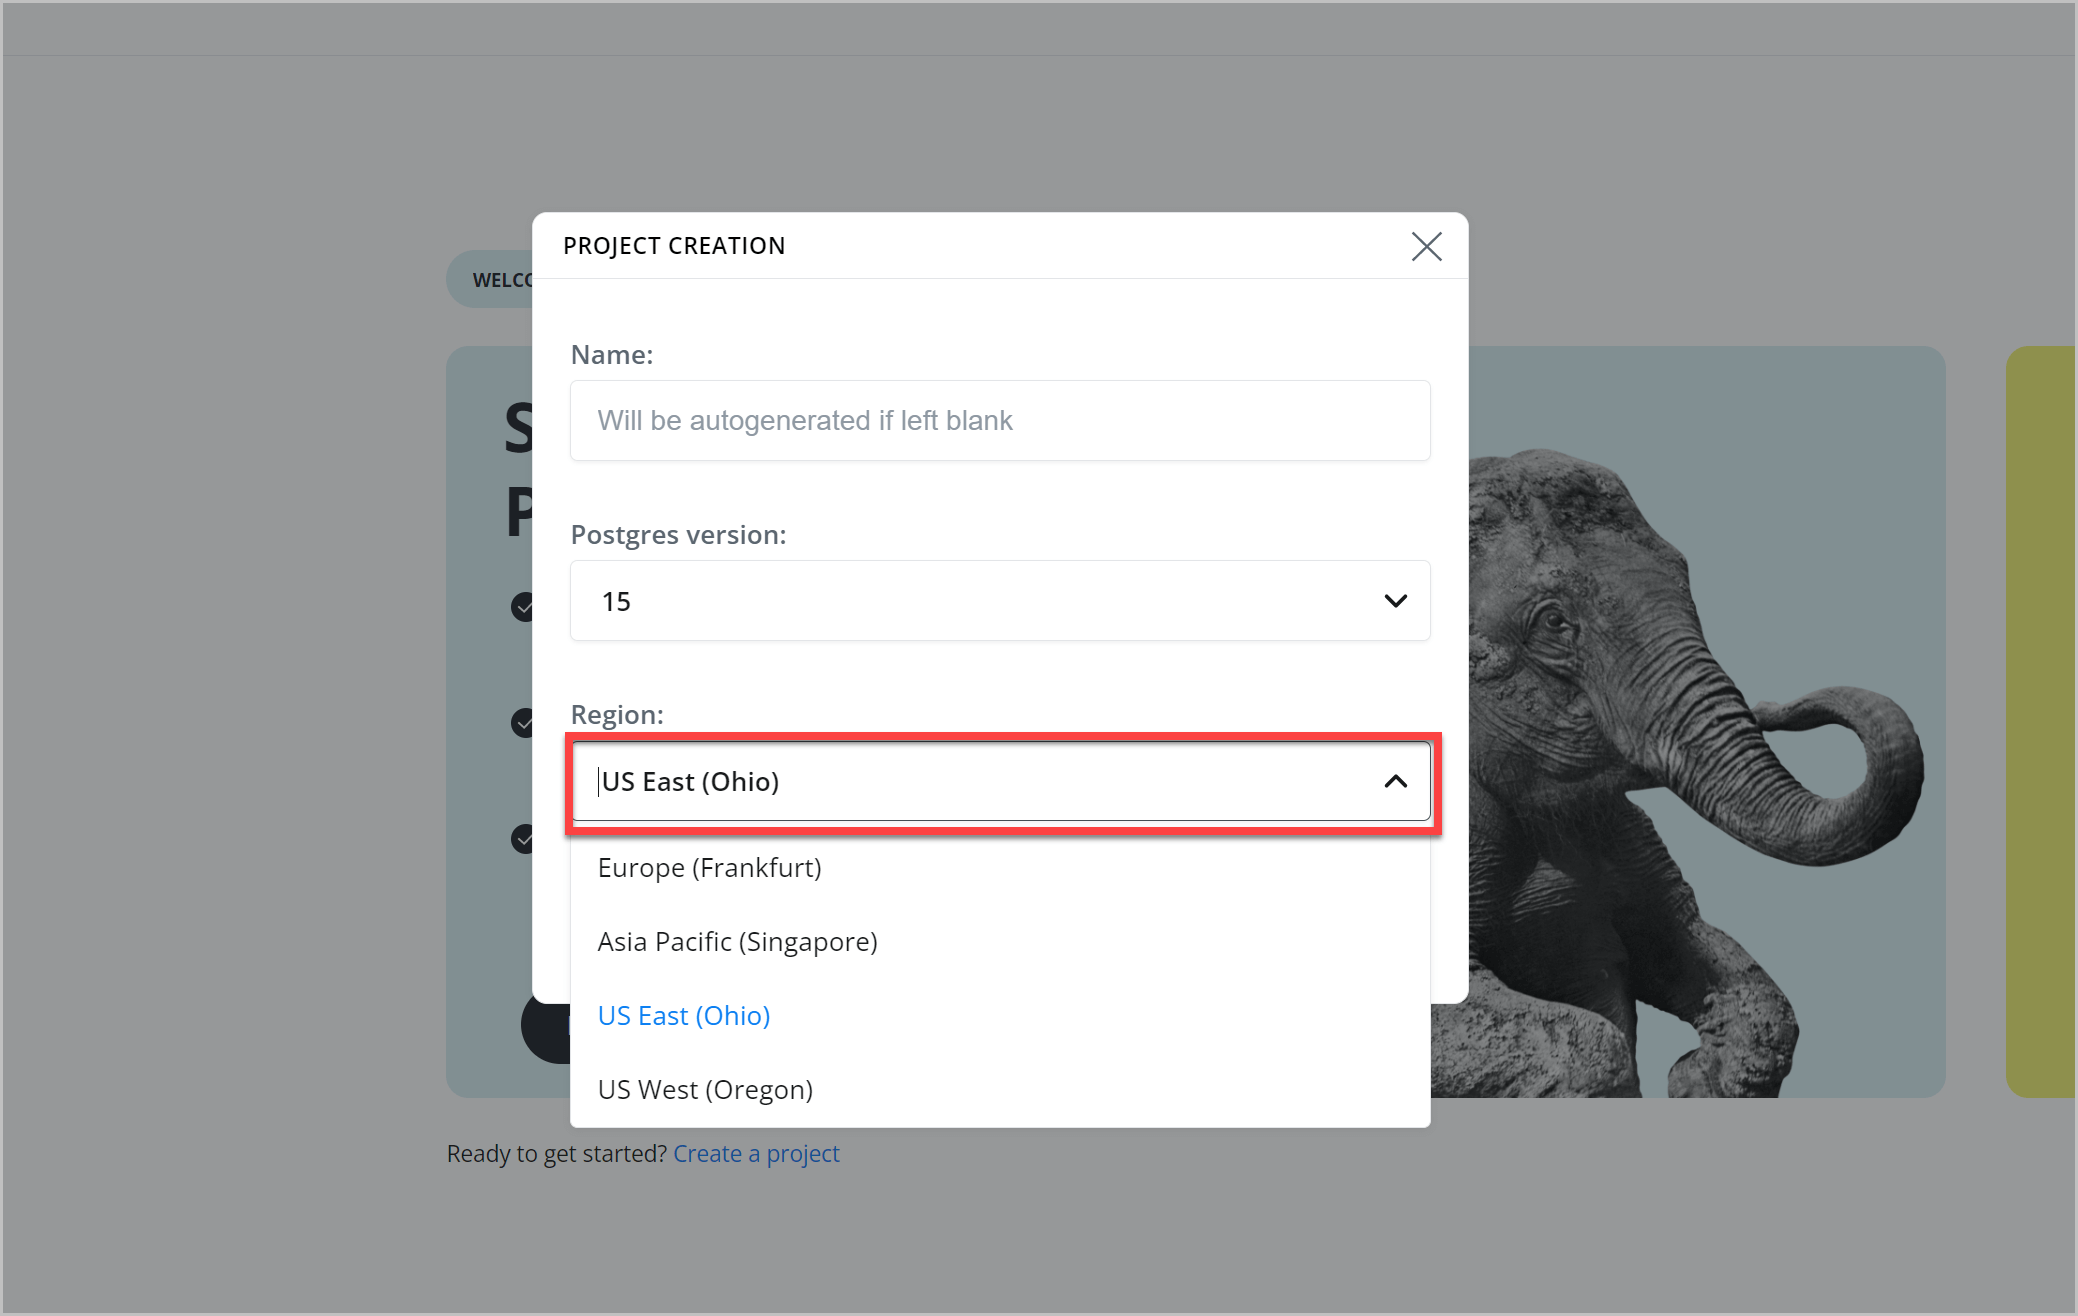 PROJECT CREATION
Name:
Will be autogenerated if left blank
Postgres version:
15
Region:
US East (Ohio)
Europe (Frankfurt)
Asia Pacific (Singapore)
US East (Ohio)
US West (Oregon)
Ready to get started? Create a project